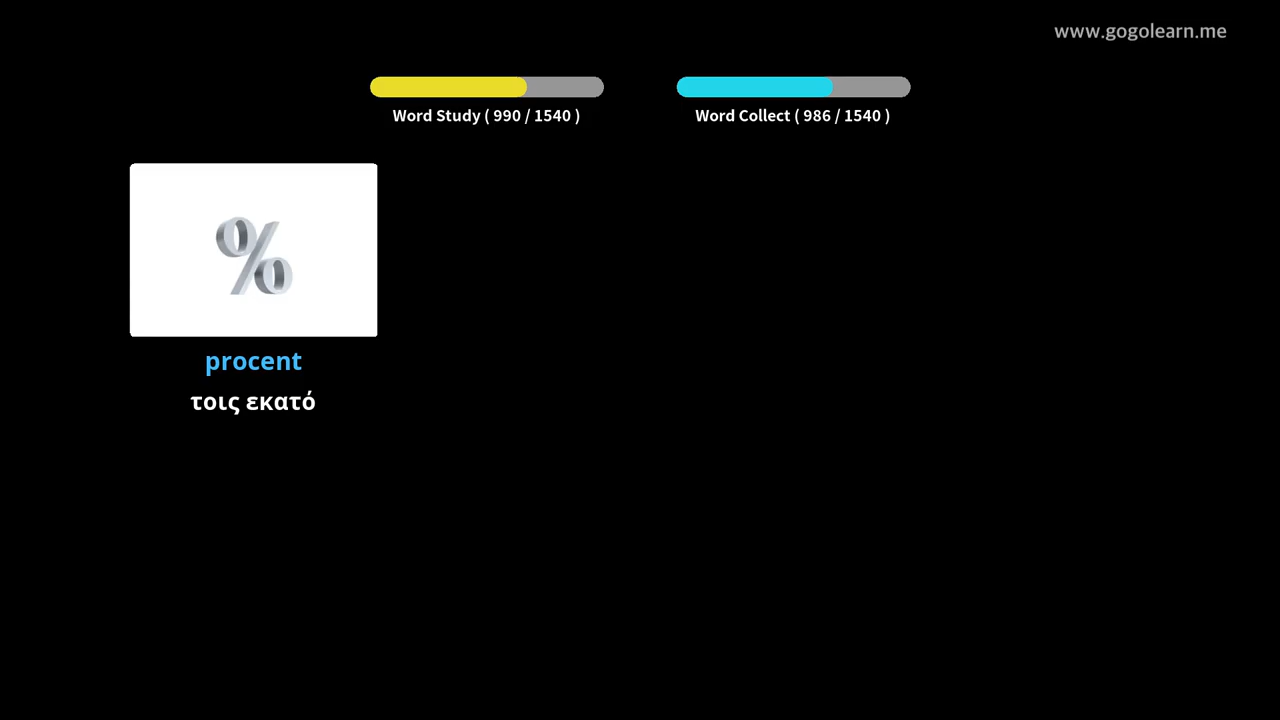 www.gogolearn.me
Word Study ( 990 / 1540 )
Word Collect ( 986 / 1540 )
%
procent
τοις εκατό